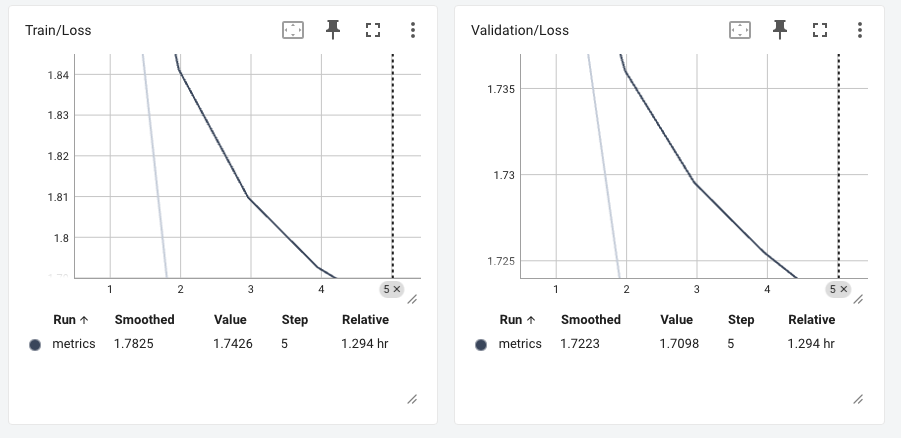 Train/Loss
1.84
1.83
1.82
1.81
1.8
1 2 3 4 5 ×
Run ↑ Smoothed Value Step Relative
metrics 1.7825 1.7426 5 1.294 hr
Validation/Loss
1.735
1.73
1.725
1 2 3 4 5 ×
Run ↑ Smoothed Value Step Relative
metrics 1.7223 1.7098 5 1.294 hr